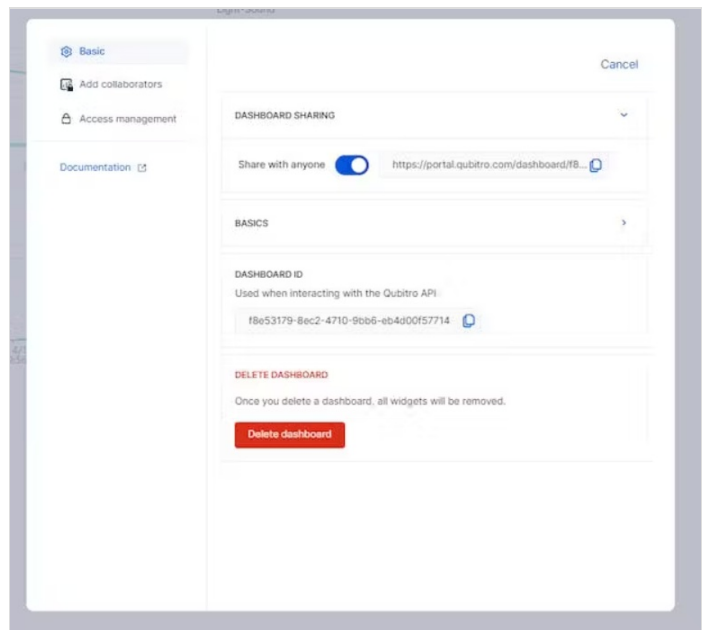 Light-Sound
Basic
Add collaborators
Access management
Documentation
Cancel
DASHBOARD SHARING
Share with anyone
https://portal.qubitro.com/dashboard/f8...
BASICS
DASHBOARD ID
Used when interacting with the Qubitro API
f8e53179-8ec2-4710-9bb6-eb4d00f57714
DELETE DASHBOARD
Once you delete a dashboard, all widgets will be removed.
Delete dashboard